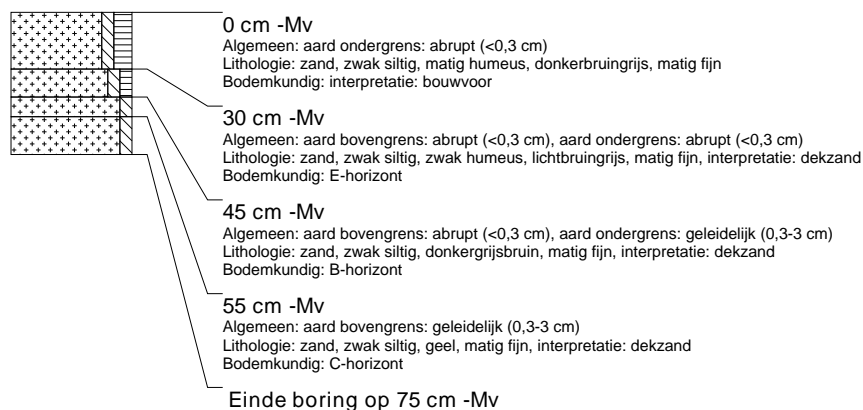 0 cm -Mv
Algemeen: aard ondergrens: abrupt (<0,3 cm)
Lithologie: zand, zwak siltig, matig humeus, donkerbruingrijs, matig fijn
Bodemkundig: interpretatie: bouwvoor
30 cm -Mv
Algemeen: aard bovengrens: abrupt (<0,3 cm), aard ondergrens: abrupt (<0,3 cm)
Lithologie: zand, zwak siltig, zwak humeus, lichtbruingrijs, matig fijn, interpretatie: dekzand
Bodemkundig: E-horizont
45 cm -Mv
Algemeen: aard bovengrens: abrupt (<0,3 cm), aard ondergrens: geleidelijk (0,3-3 cm)
Lithologie: zand, zwak siltig, donkergrijsbruin, matig fijn, interpretatie: dekzand
Bodemkundig: B-horizont
55 cm -Mv
Algemeen: aard bovengrens: geleidelijk (0,3-3 cm)
Lithologie: zand, zwak siltig, geel, matig fijn, interpretatie: dekzand
Bodemkundig: C-horizont
Einde boring op 75 cm -Mv